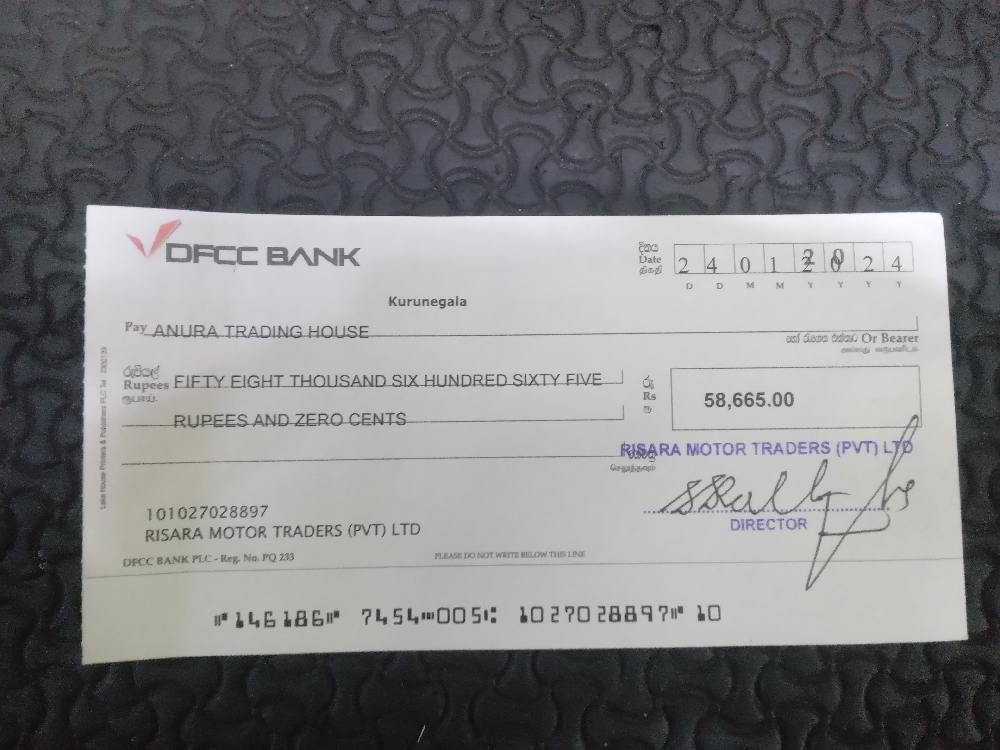 DFCC BANK
දිනය
Date
திகதி
2 4 0 1 2 0 2 4
D D M M Y Y Y Y
Kurunegala
Pay ANURA TRADING HOUSE
Or Bearer
රුපියල්
Rupees FIFTY EIGHT THOUSAND SIX HUNDRED SIXTY FIVE
ரூபாய்
RUPEES AND ZERO CENTS
රු
Rs
ரூ
58,665.00
RISARA MOTOR TRADERS (PVT) LTD
DIRECTOR
101027028897
RISARA MOTOR TRADERS (PVT) LTD
DFCC BANK PLC - Reg. No. PQ 233
PLEASE DO NOT WRITE BELOW THIS LINE
⑈146186⑈ 7454⑉005⑆ 1027028897⑈ 10